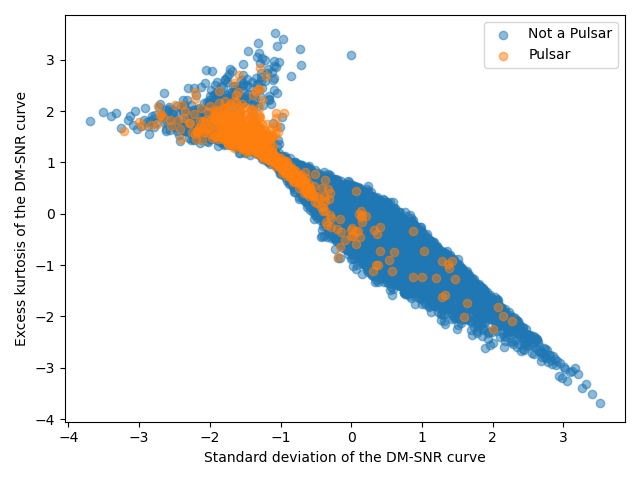 Not a Pulsar
Pulsar
3
2
1
0
−1
−2
−3
−4
Excess kurtosis of the DM-SNR curve
−4 −3 −2 −1 0 1 2 3
Standard deviation of the DM-SNR curve